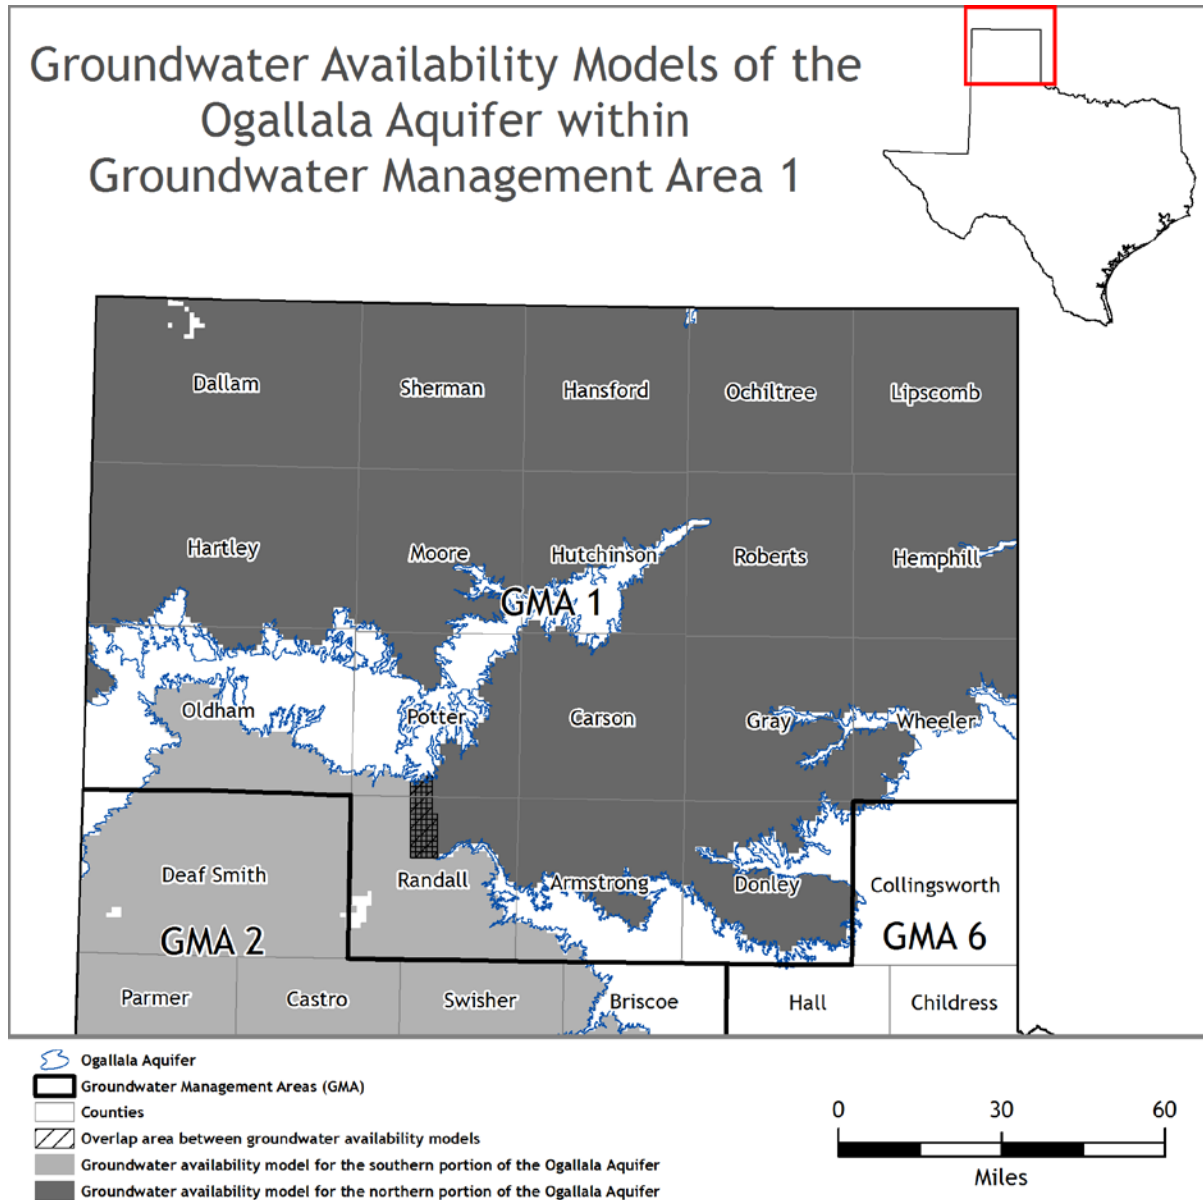 Groundwater Availability Models of the
Ogallala Aquifer within
Groundwater Management Area 1
Dallam
Sherman
Hansford
Ochiltree
Lipscomb
Hartley
Moore
Hutchinson
Roberts
Hemphill
GMA 1
Oldham
Potter
Carson
Gray
Wheeler
Deaf Smith
Randall
Armstrong
Donley
Collingsworth
GMA 2
GMA 6
Parmer
Castro
Swisher
Briscoe
Hall
Childress
Ogallala Aquifer
Groundwater Management Areas (GMA)
Counties
Overlap area between groundwater availability models
Groundwater availability model for the southern portion of the Ogallala Aquifer
Groundwater availability model for the northern portion of the Ogallala Aquifer
0 30 60
Miles